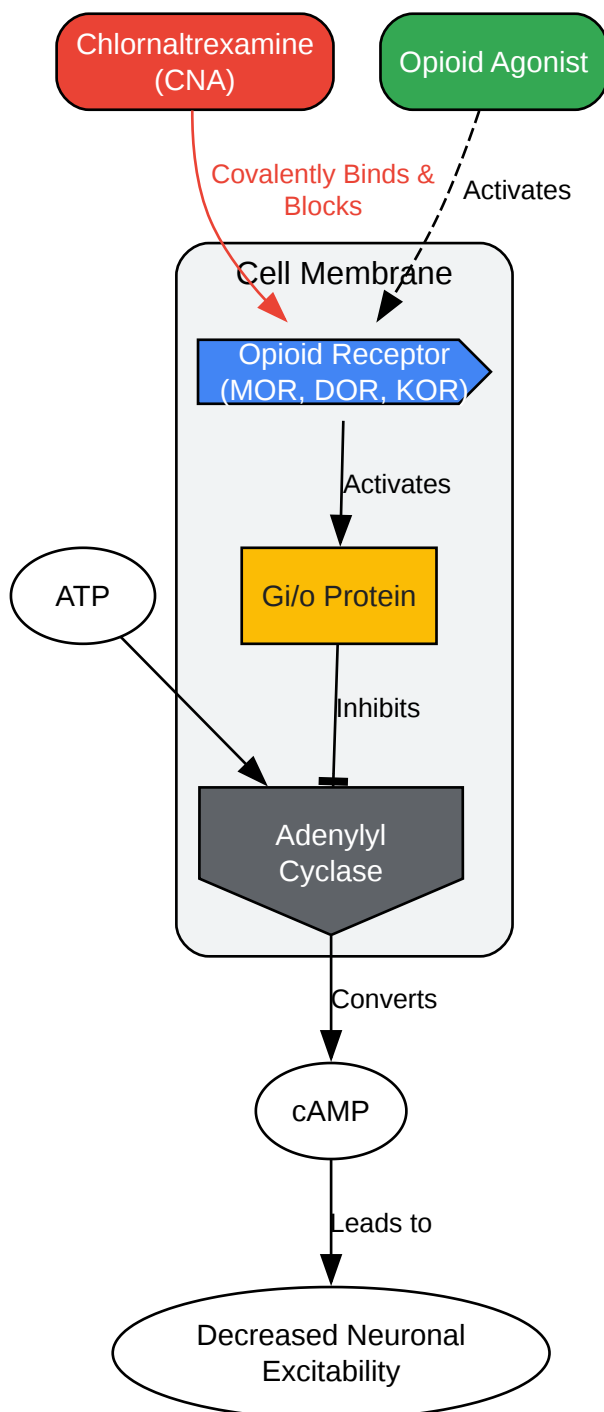 Chlornaltrexamine
(CNA)
Opioid Agonist
Covalently Binds &
Blocks
Activates
Cell Membrane
Opioid Receptor
(MOR, DOR, KOR)
Activates
ATP
Gi/o Protein
Inhibits
Adenylyl
Cyclase
Converts
cAMP
Leads to
Decreased Neuronal
Excitability